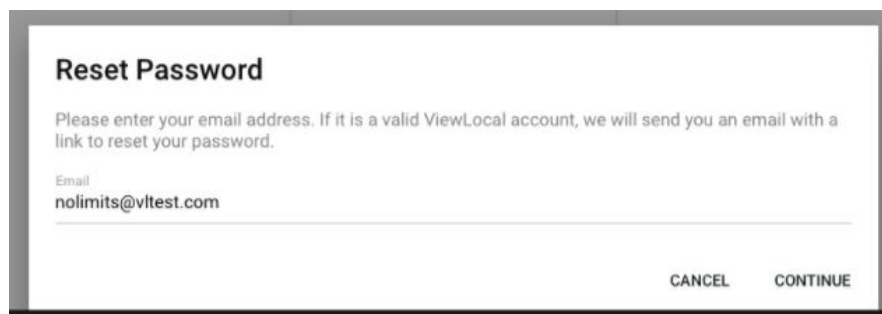 Reset Password
Please enter your email address. If it is a valid ViewLocal account, we will send you an email with a
link to reset your password.
Email
nolimits@vltest.com
CANCEL CONTINUE